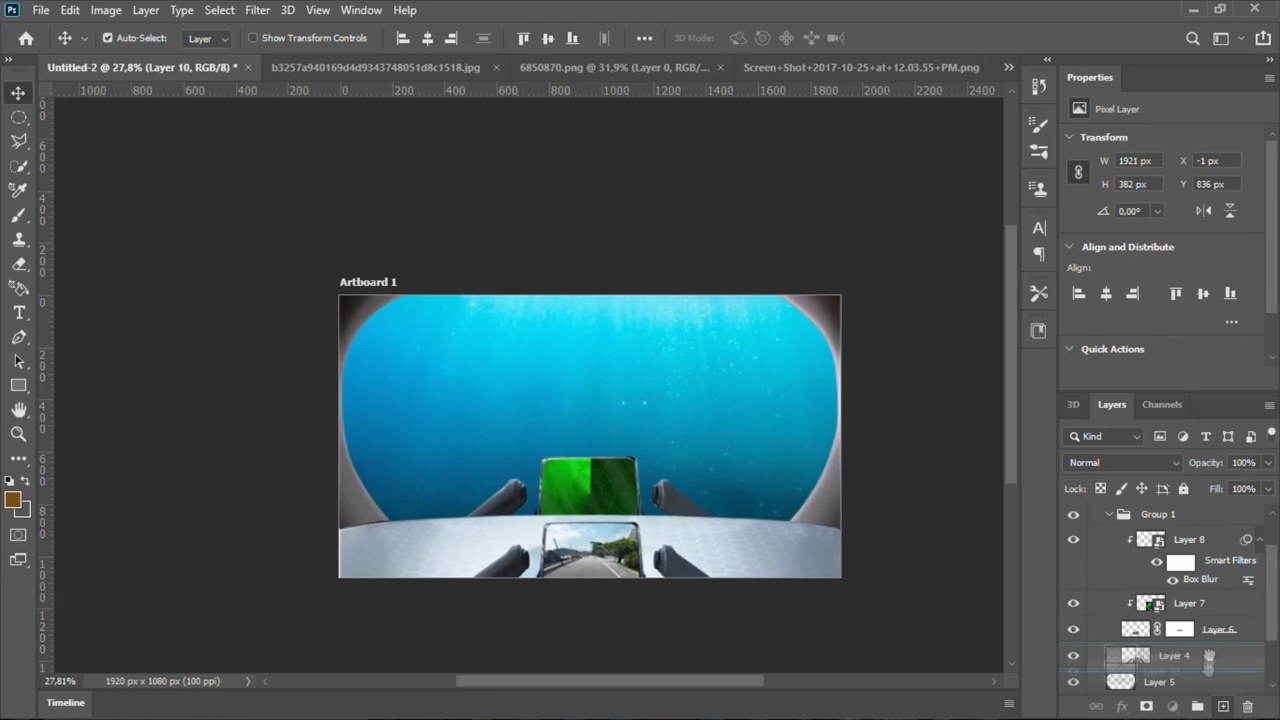 Ps File Edit Image Layer Type Select Filter 3D View Window Help
Auto-Select: Layer Show Transform Controls 3D Mode:
Untitled-2 @ 27,8% (Layer 10, RGB/8) * b3257a940169d4d9343748051d8c1518.jpg 6850870.png @ 31,9% (Layer 0, RGB/... Screen+Shot+2017-10-25+at+12.03.55+PM.png
1000 800 600 400 200 0 200 400 600 800 1000 1200 1400 1600 1800 2000 2200 2400
Properties
Pixel Layer
Transform
W 1921 px X -1 px
H 382 px Y 836 px
0,00°
Align and Distribute
Align:
Quick Actions
Artboard 1
3D Layers Channels
Kind
Normal Opacity: 100%
Lock: Fill: 100%
Group 1
Layer 8
Smart Filters
Box Blur
Layer 7
Layer 6
Layer 4
Layer 5
27,81% 1920 px x 1080 px (100 ppi)
Timeline